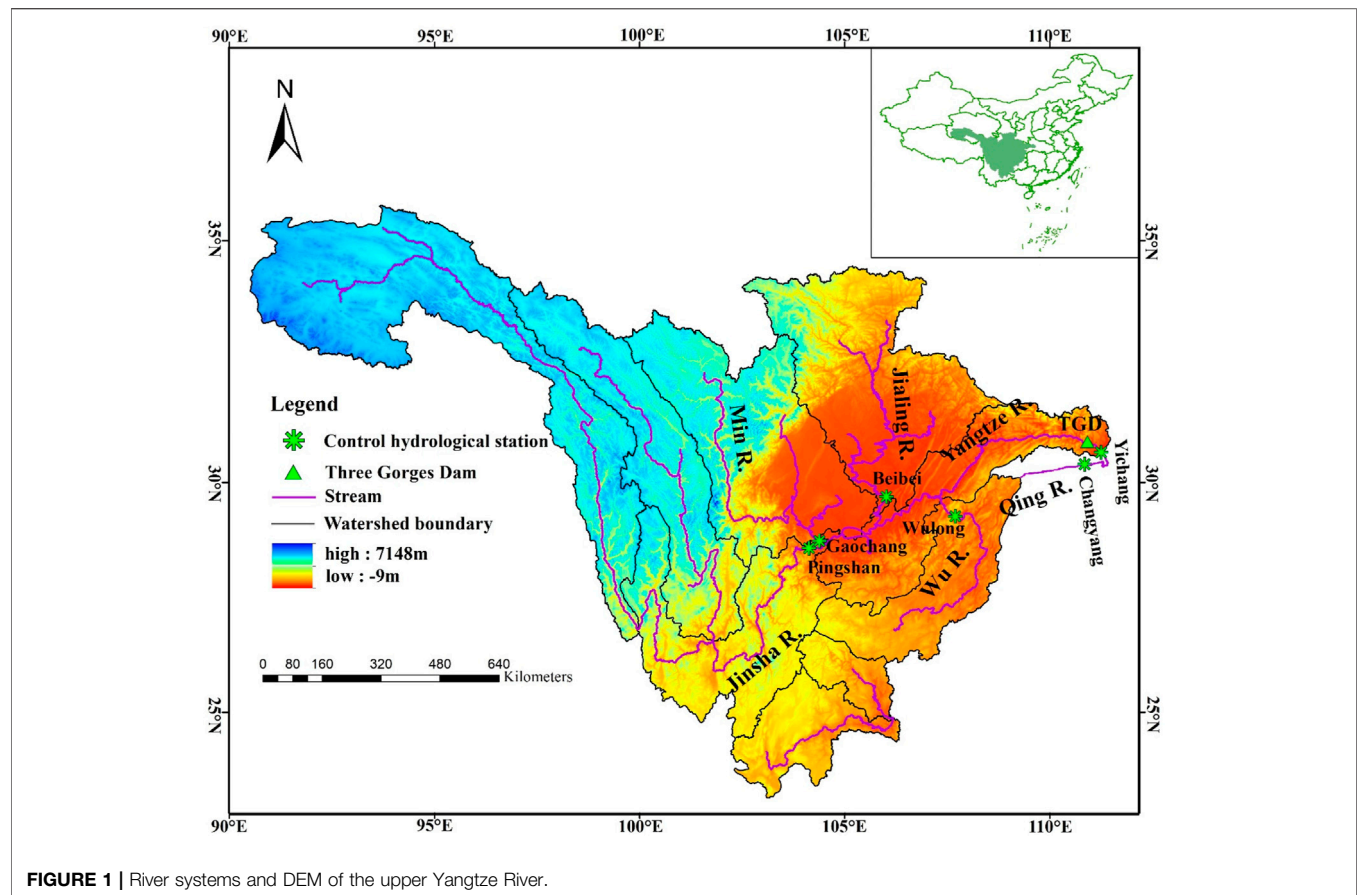 90°E 95°E 100°E 105°E 110°E
N
35°N 35°N
30°N 30°N
25°N 25°N
Legend
Control hydrological station
Three Gorges Dam
Stream
Watershed boundary
high : 7148m
low : -9m
0 80 160 320 480 640
Kilometers
Min R.
Jialing R.
Yangtze R.
TGD
Yichang
Beibei
Qing R.
Changyang
Wulong
Gaochang
Pingshan
Wu R.
Jinsha R.
90°E 95°E 100°E 105°E 110°E
FIGURE 1 | River systems and DEM of the upper Yangtze River.